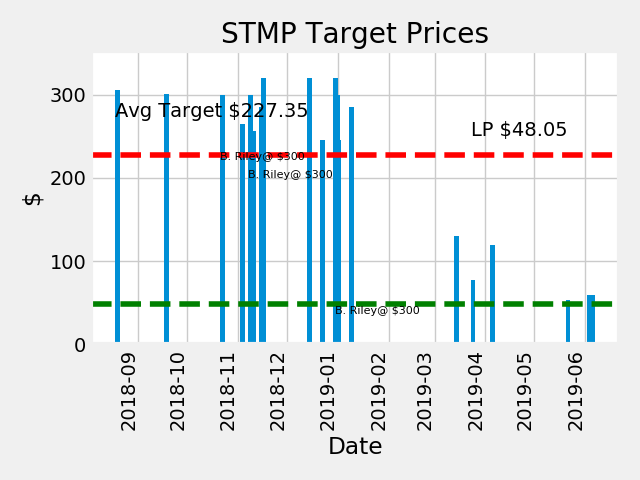 STMP Target Prices
300
Avg Target $227.35
LP $48.05
B. Riley@ $300
B. Riley@ $300
200
$
100
B. Riley@ $300
0
2018-09
2018-10
2018-11
2018-12
2019-01
2019-02
2019-03
2019-04
2019-05
2019-06
Date